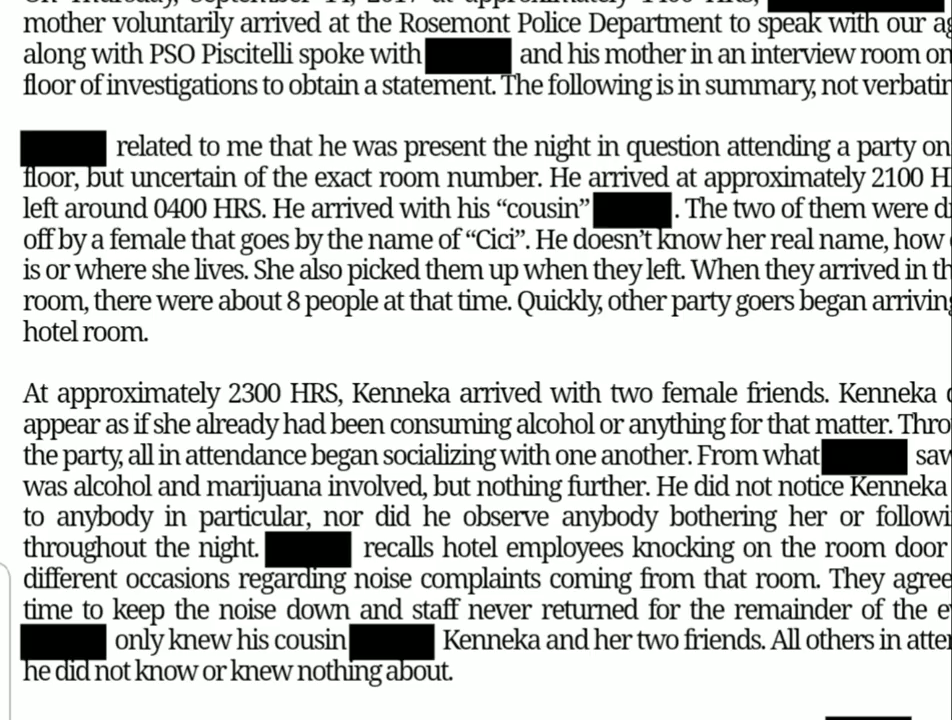 mother voluntarily arrived at the Rosemont Police Department to speak with our
along with PSO Piscitelli spoke with and his mother in an interview room on
floor of investigations to obtain a statement. The following is in summary, not
related to me that he was present the night in question attending a party on
floor, but uncertain of the exact room number. He arrived at approximately 2100
left around 0400 HRS. He arrived with his “cousin” . The two of them were
off by a female that goes by the name of “Cici”. He doesn’t know her real name, how
is or where she lives. She also picked them up when they left. When they arrived in
room, there were about 8 people at that time. Quickly, other party goers began
hotel room.
At approximately 2300 HRS, Kenneka arrived with two female friends. Kenneka
appear as if she already had been consuming alcohol or anything for that matter.
the party, all in attendance began socializing with one another. From what
was alcohol and marijuana involved, but nothing further. He did not notice Kenneka
to anybody in particular, nor did he observe anybody bothering her or
throughout the night. recalls hotel employees knocking on the room door
different occasions regarding noise complaints coming from that room. They
time to keep the noise down and staff never returned for the remainder of the
only knew his cousin Kenneka and her two friends. All others in
he did not know or knew nothing about.